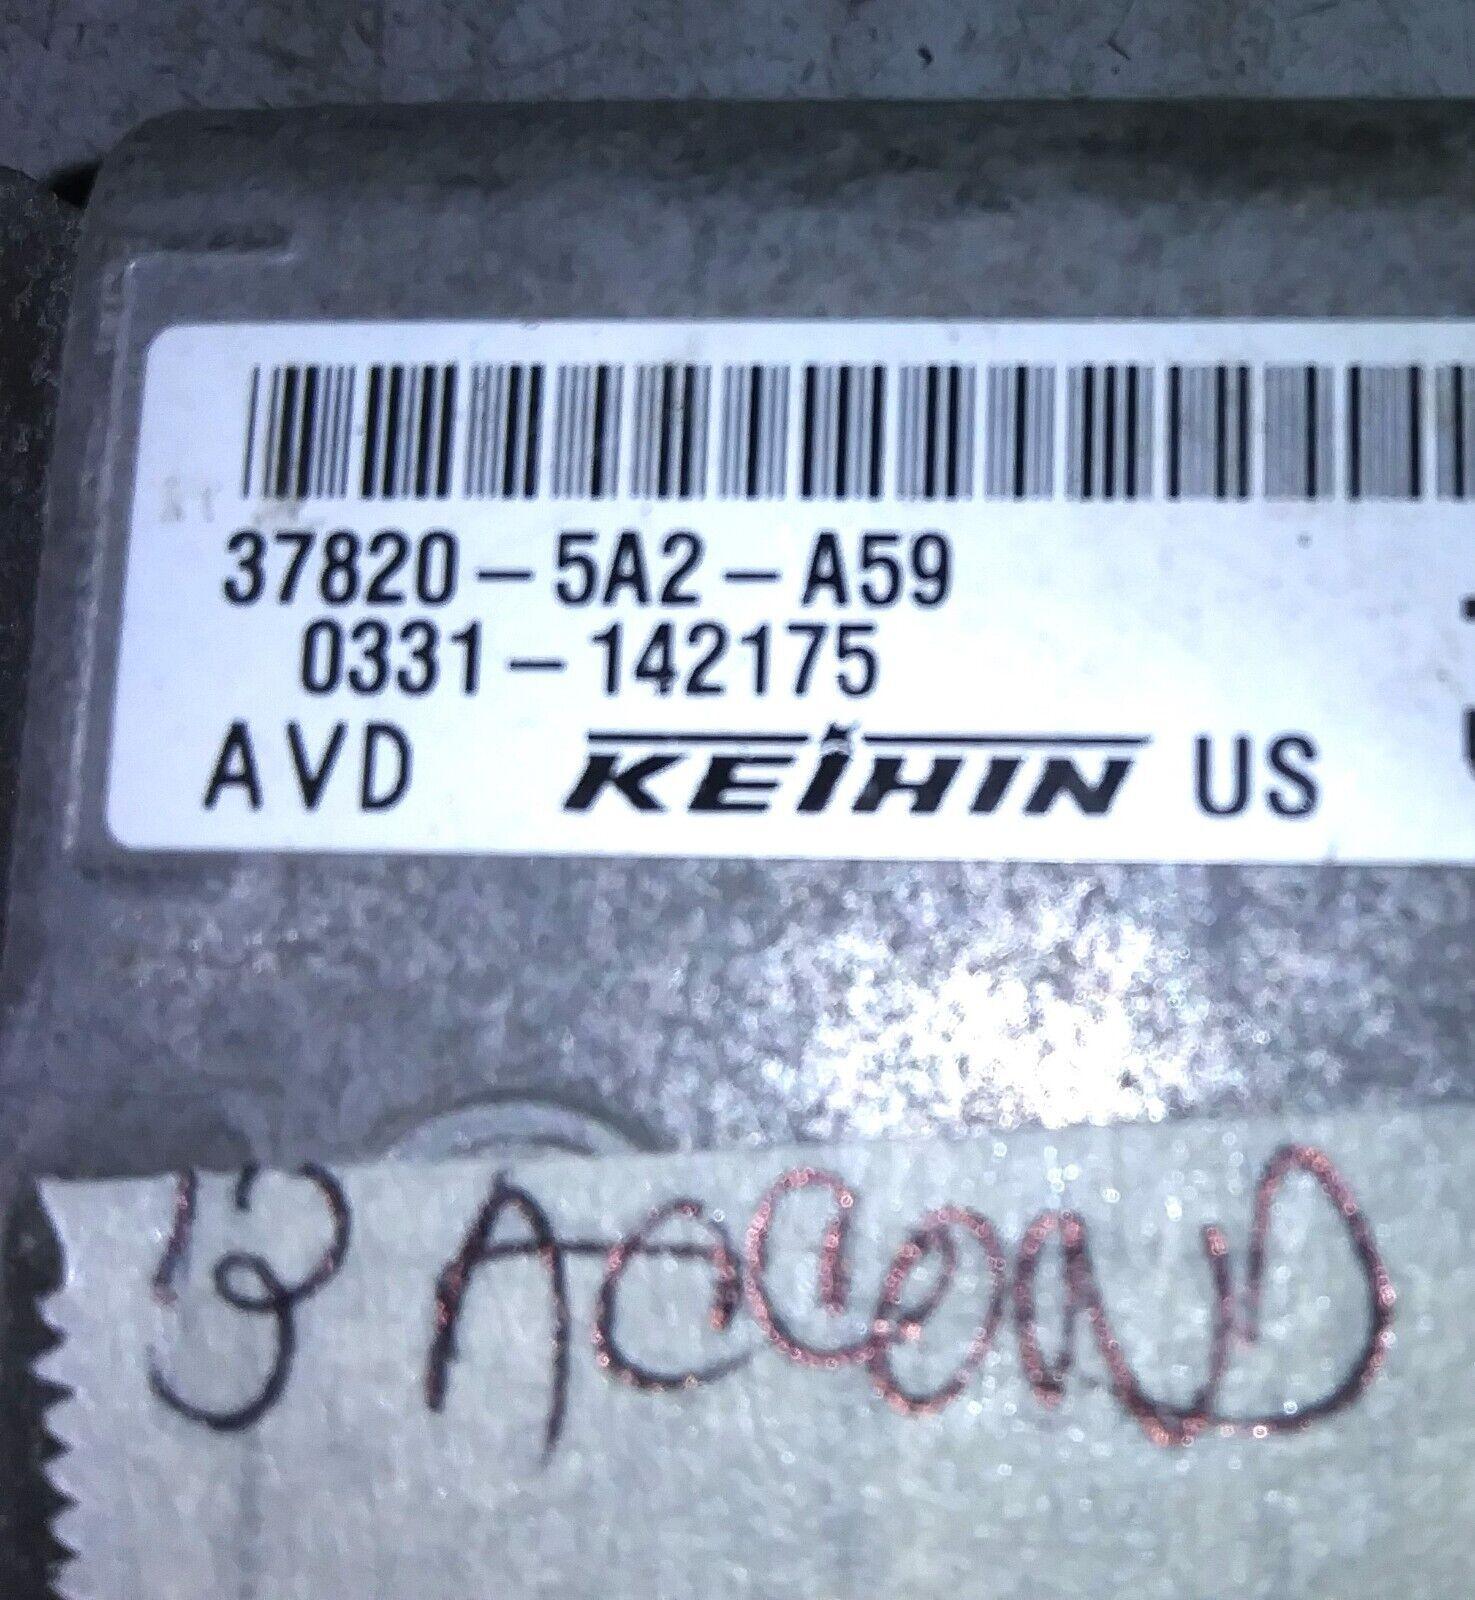 37820-5A2-A59
0331-142175
AVD KEIHIN US
13 ACCORD